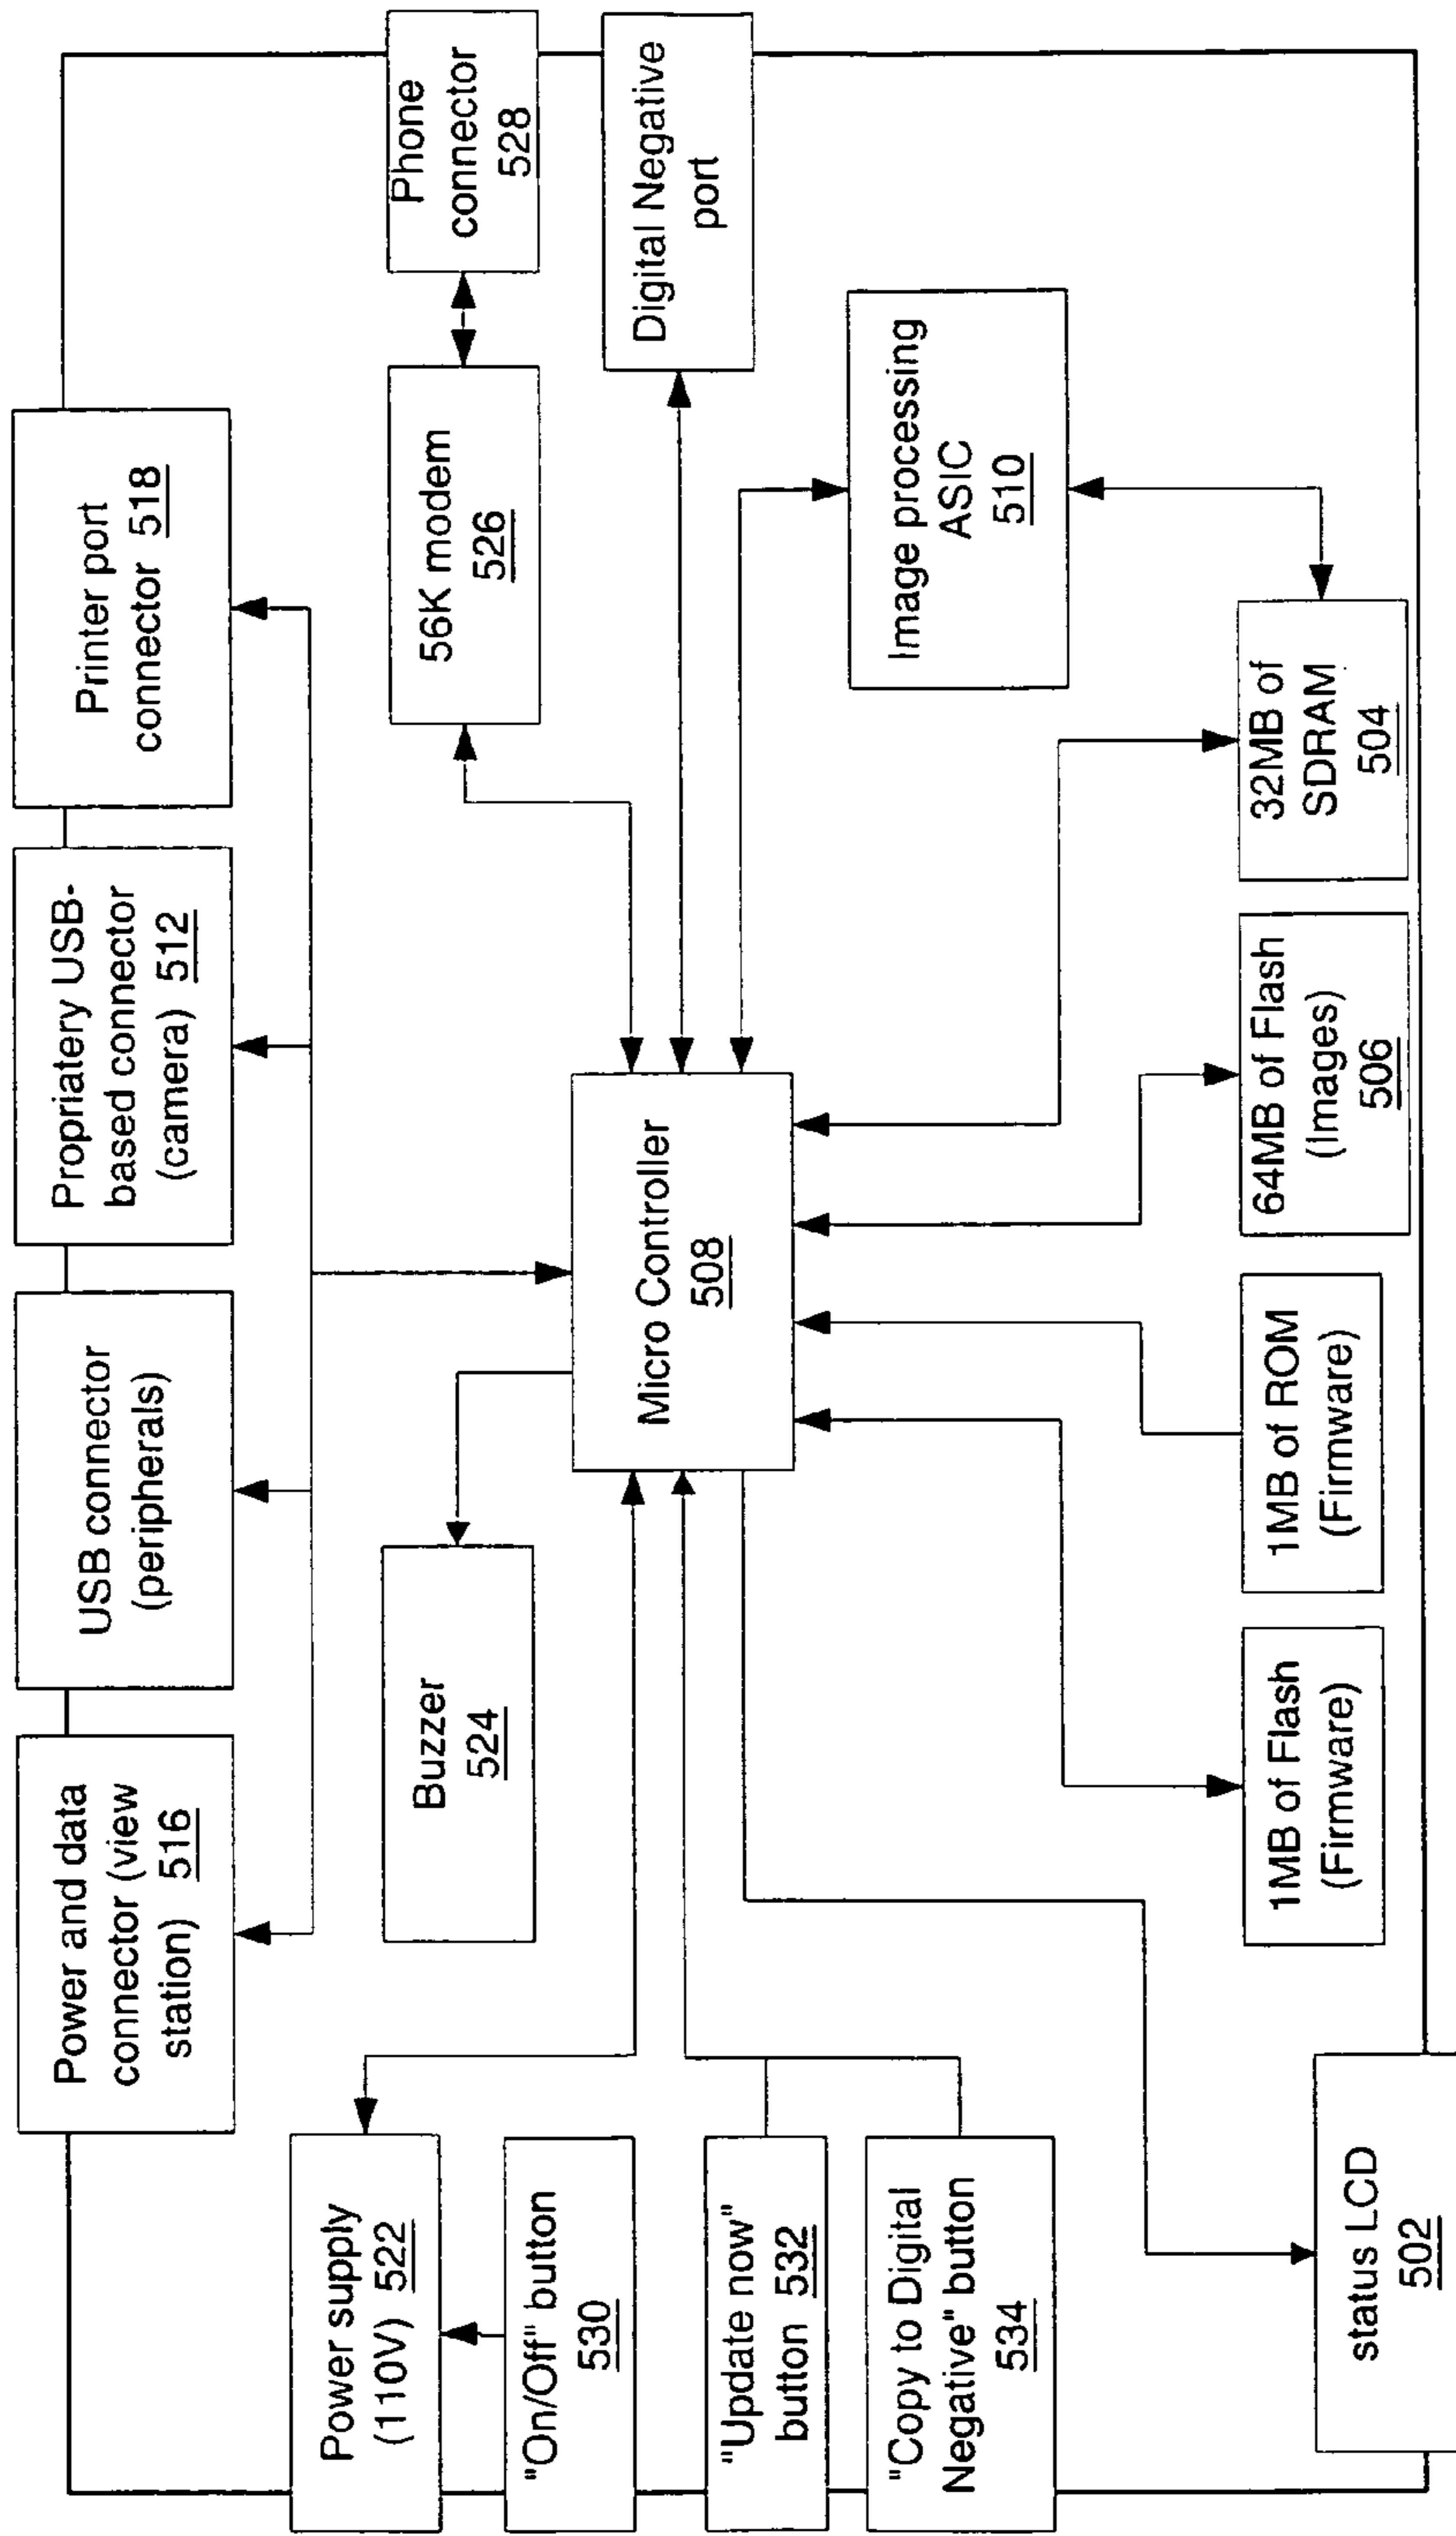 Power and data
connector (view
station) 516
USB connector
(peripherals)
Propriatery USB-
based connector
(camera) 512
Printer port
connector 518
Power supply
(110V) 522
Buzzer
524
56K modem
526
Phone
connector
528
"On/Off" button
530
Digital Negative
port
"Update now"
button 532
Micro Controller
508
"Copy to Digital
Negative" button
534
Image processing
ASIC
510
status LCD
502
1MB of Flash
(Firmware)
1MB of ROM
(Firmware)
64MB of Flash
(Images)
506
32MB of
SDRAM
504